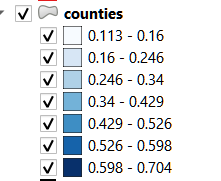 counties
0.113 - 0.16
0.16 - 0.246
0.246 - 0.34
0.34 - 0.429
0.429 - 0.526
0.526 - 0.598
0.598 - 0.704